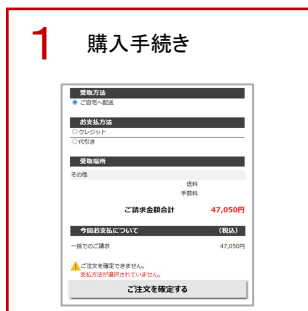 1 購入手続き
受取方法
ご自宅へ配送
お支払方法
クレジット
代引き
受取場所
その他
送料
手数料
ご請求金額合計 47,050円
今回お支払について (税込)
一括でのご請求 47,050円
ご注文を確定できません。
支払方法が選択されていません。
ご注文を確定する